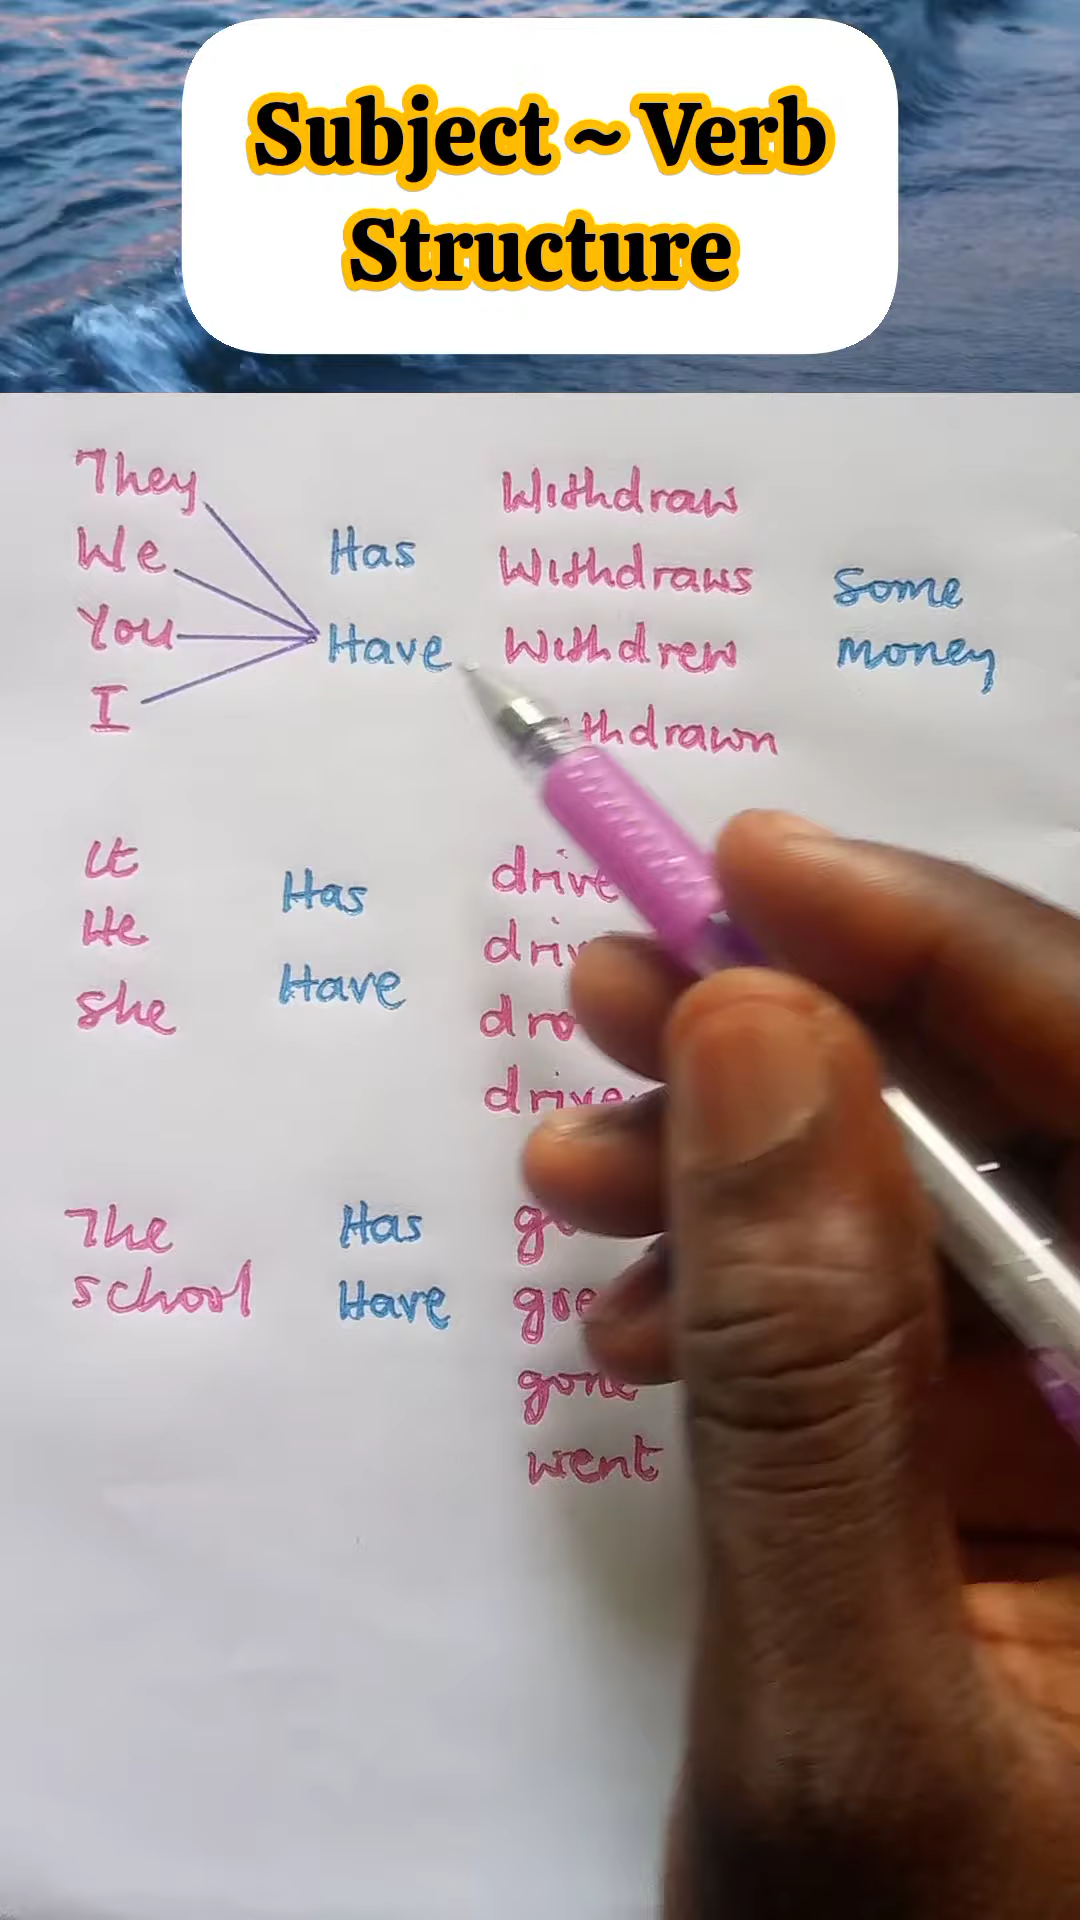 Subject ~ Verb
Structure
They
We
You
I
Has
Have
Withdraw
Withdraws
Withdrew
Some
money
It
He
She
Has
Have
The
school
Has
Have
gone
went